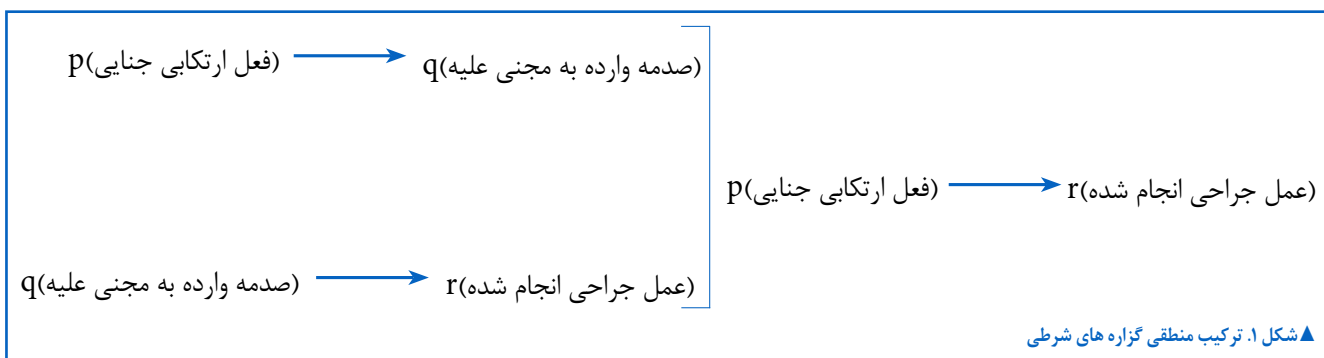 p(فعل ارتکابی جنایی) q(صدمه وارده به مجنی علیه)
p(فعل ارتکابی جنایی) r(عمل جراحی انجام شده)
q(صدمه وارده به مجنی علیه) r(عمل جراحی انجام شده)
▲شکل ۱. ترکیب منطقی گزاره های شرطی